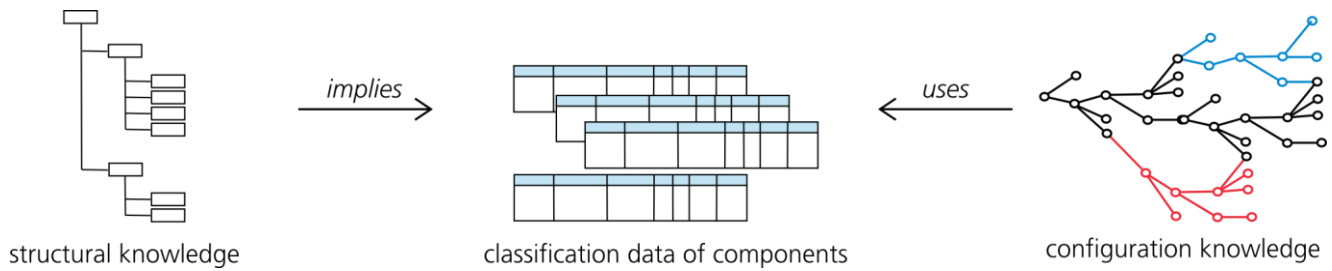 implies
uses
structural knowledge
classification data of components
configuration knowledge